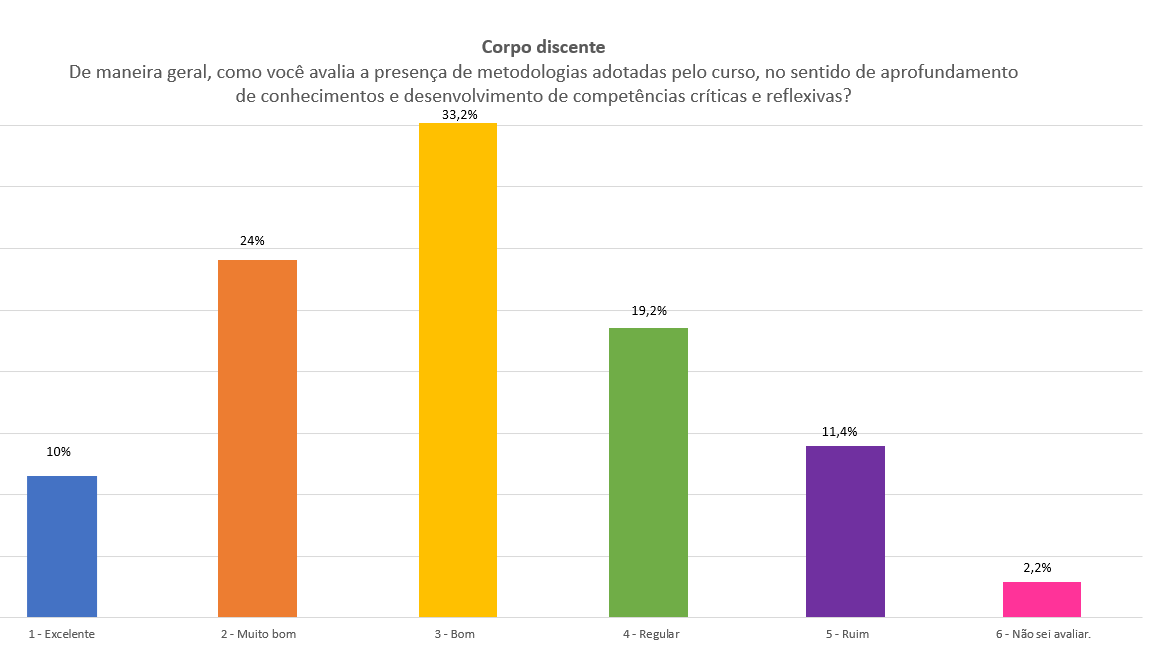 Corpo discente
De maneira geral, como você avalia a presença de metodologias adotadas pelo curso, no sentido de aprofundamento
de conhecimentos e desenvolvimento de competências críticas e reflexivas?
33,2%
24%
19,2%
11,4%
10%
2,2%
1 - Excelente
2 - Muito bom
3 - Bom
4 - Regular
5 - Ruim
6 - Não sei avaliar.